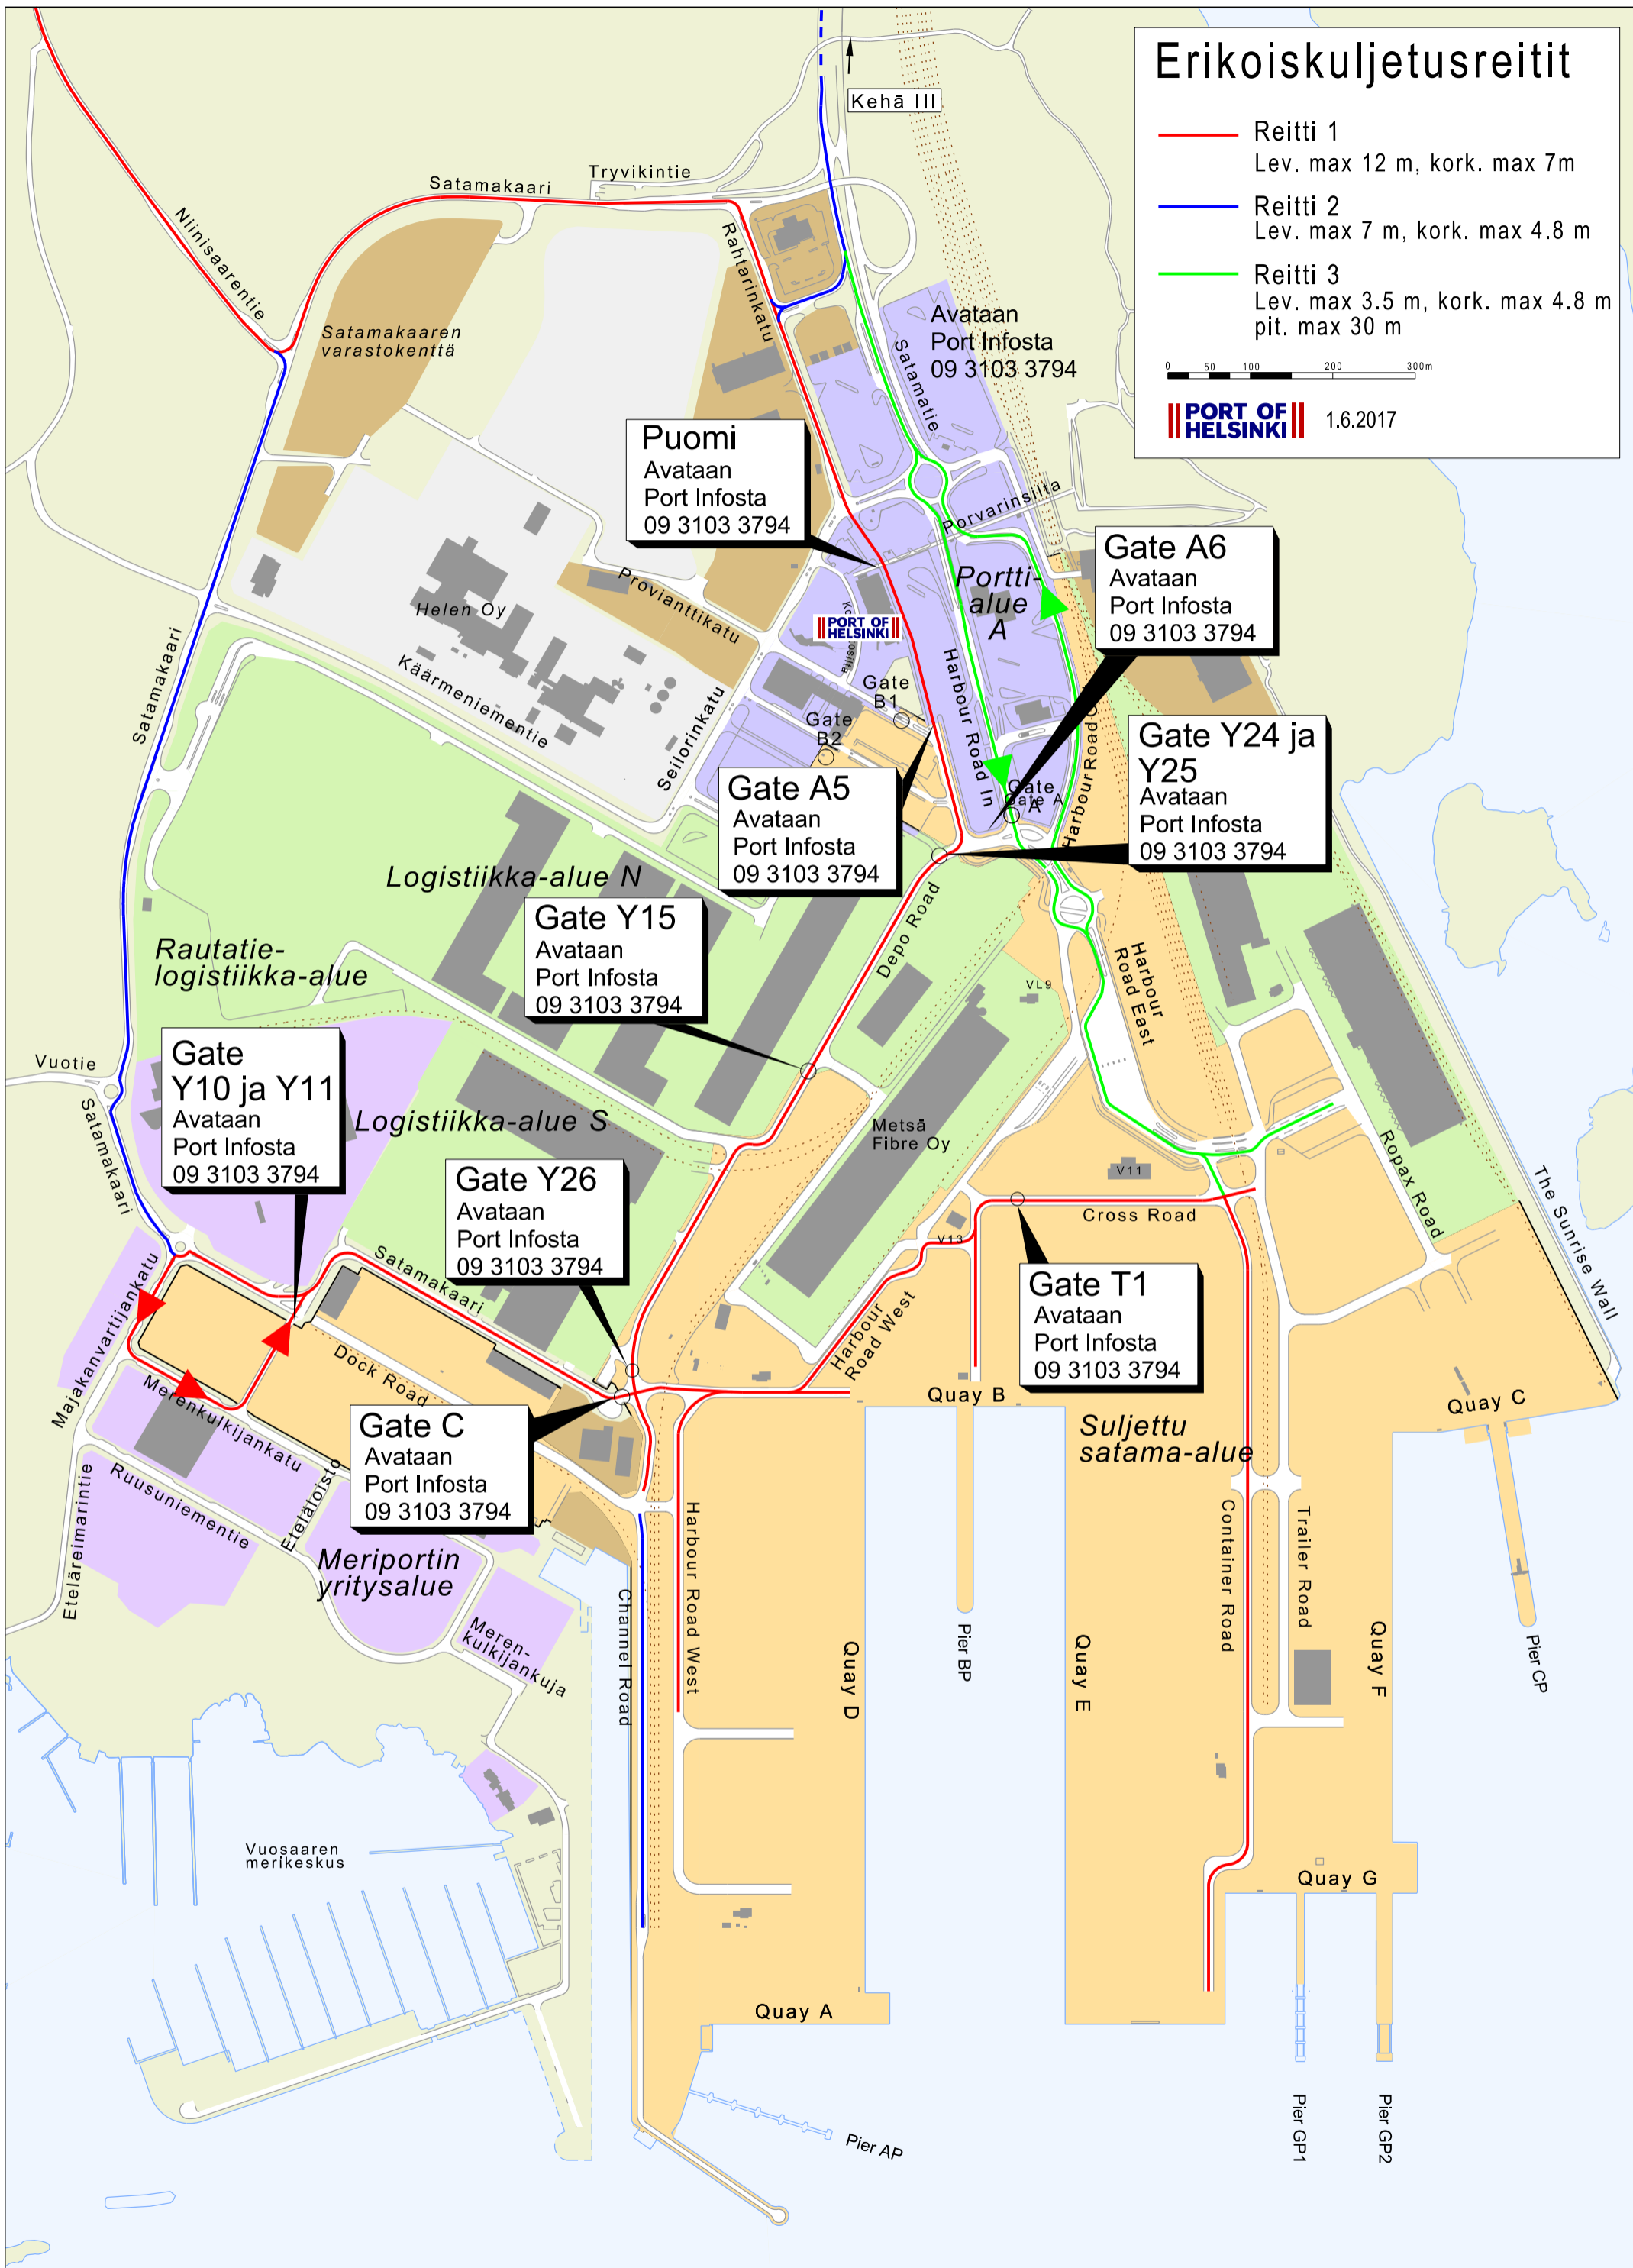 Erikoiskuljetusreitit
Reitti 1
Lev. max 12 m, kork. max 7m
Reitti 2
Lev. max 7 m, kork. max 4.8 m
Reitti 3
Lev. max 3.5 m, kork. max 4.8 m
pit. max 30 m
0 50 100 200 300m
PORT OF
HELSINKI
1.6.2017
Kehä III
Tryvikintie
Satamakaari
Niinisaarentie
Rahtarinkatu
Satamakaaren
varastokenttä
Avataan
Port Infosta
09 3103 3794
Satamatie
Puomi
Avataan
Port Infosta
09 3103 3794
Porvarinsilta
Gate A6
Avataan
Port Infosta
09 3103 3794
Portti-
alue
A
Helen Oy
Provianttikatu
PORT OF
HELSINKI
Käärmeniementie
Satamakaari
Seilorinkatu
Gate
B1
Gate
B2
Harbour Road In
Harbour Road
Gate
A
Gate A
Gate Y24 ja
Y25
Avataan
Port Infosta
09 3103 3794
Gate A5
Avataan
Port Infosta
09 3103 3794
Logistiikka-alue N
Gate Y15
Avataan
Port Infosta
09 3103 3794
Depo Road
Rautatie-
logistiikka-alue
VL9
Harbour
Road East
Vuotie
Satamakaari
Gate
Y10 ja Y11
Avataan
Port Infosta
09 3103 3794
Logistiikka-alue S
Metsä
Fibre Oy
V11
Ropax Road
The Sunrise Wall
Gate Y26
Avataan
Port Infosta
09 3103 3794
Cross Road
V13
Satamakaari
Gate T1
Avataan
Port Infosta
09 3103 3794
Harbour
Road West
Majakanvartijankatu
Dock Road
Merenkulkijankatu
Quay B
Quay C
Gate C
Avataan
Port Infosta
09 3103 3794
Suljettu
satama-alue
Ruusuniementie
Eteläreimarintie
Eteläloisto
Meriportin
yritysalue
Channel Road
Harbour Road West
Container Road
Trailer Road
Meren-
kulkijankuja
Quay D
Pier BP
Quay E
Quay F
Pier CP
Vuosaaren
merikeskus
Quay G
Quay A
Pier AP
Pier GP1
Pier GP2